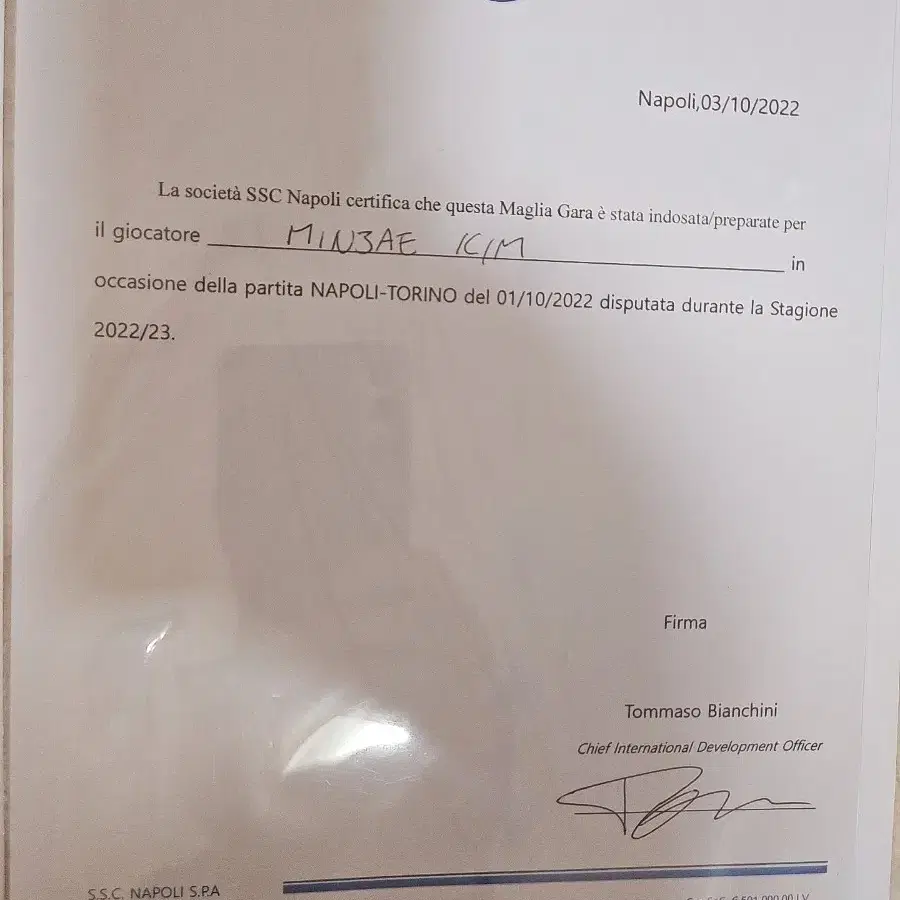 Napoli,03/10/2022
La società SSC Napoli certifica che questa Maglia Gara è stata indosata/preparate per
il giocatore MIN3AE KIM in
occasione della partita NAPOLI-TORINO del 01/10/2022 disputata durante la Stagione
2022/23.
Firma
Tommaso Bianchini
Chief International Development Officer
S.S.C. NAPOLI S.P.A